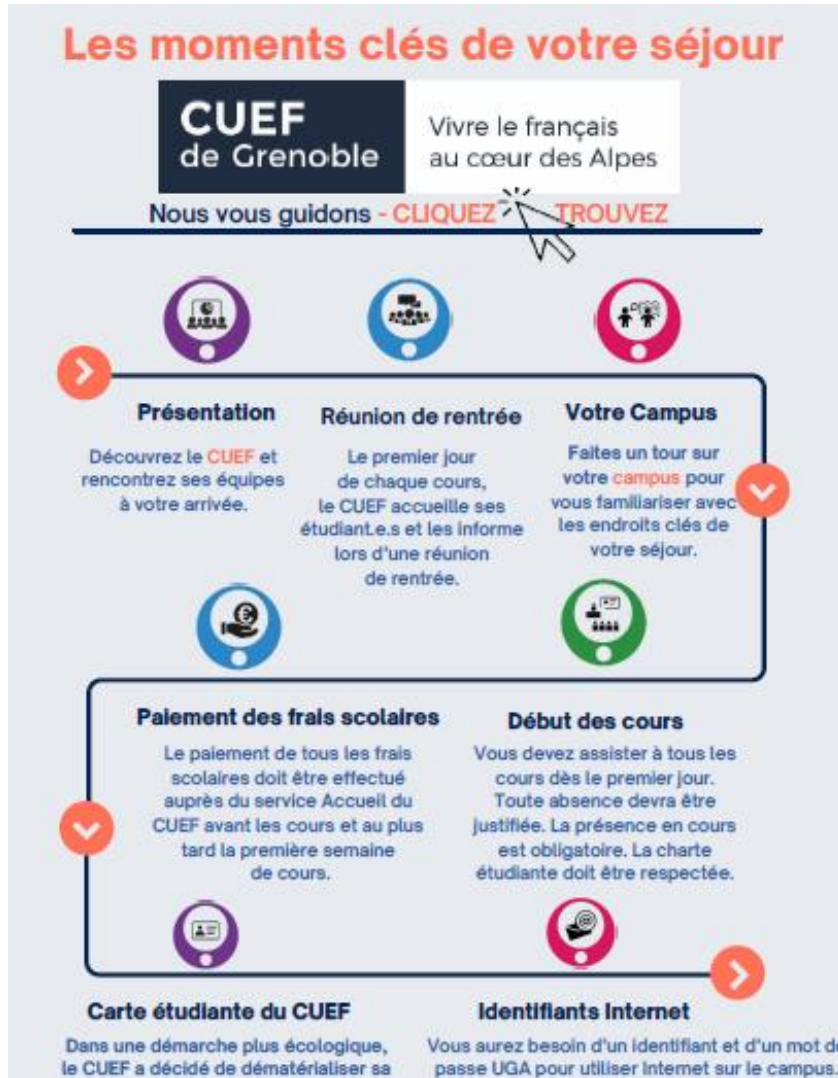 Les moments clés de votre séjour
CUEF
de Grenoble
Vivre le français
au cœur des Alpes
Nous vous guidons - CLIQUEZ TROUVEZ
Présentation
Découvrez le CUEF et
rencontrez ses équipes
à votre arrivée.
Réunion de rentrée
Le premier jour
de chaque cours,
le CUEF accueille ses
étudiant.e.s et les informe
lors d'une réunion
de rentrée.
Votre Campus
Faites un tour sur
votre campus pour
vous familiariser avec
les endroits clés de
votre séjour.
Paiement des frais scolaires
Le paiement de tous les frais
scolaires doit être effectué
auprès du service Accueil du
CUEF avant les cours et au plus
tard la première semaine
de cours.
Début des cours
Vous devez assister à tous les
cours dès le premier jour.
Toute absence devra être
justifiée. La présence en cours
est obligatoire. La charte
étudiante doit être respectée.
Carte étudiante du CUEF
Dans une démarche plus écologique,
le CUEF a décidé de dématérialiser sa
Identifiants Internet
Vous aurez besoin d'un identifiant et d'un mot de
passe UGA pour utiliser Internet sur le campus.